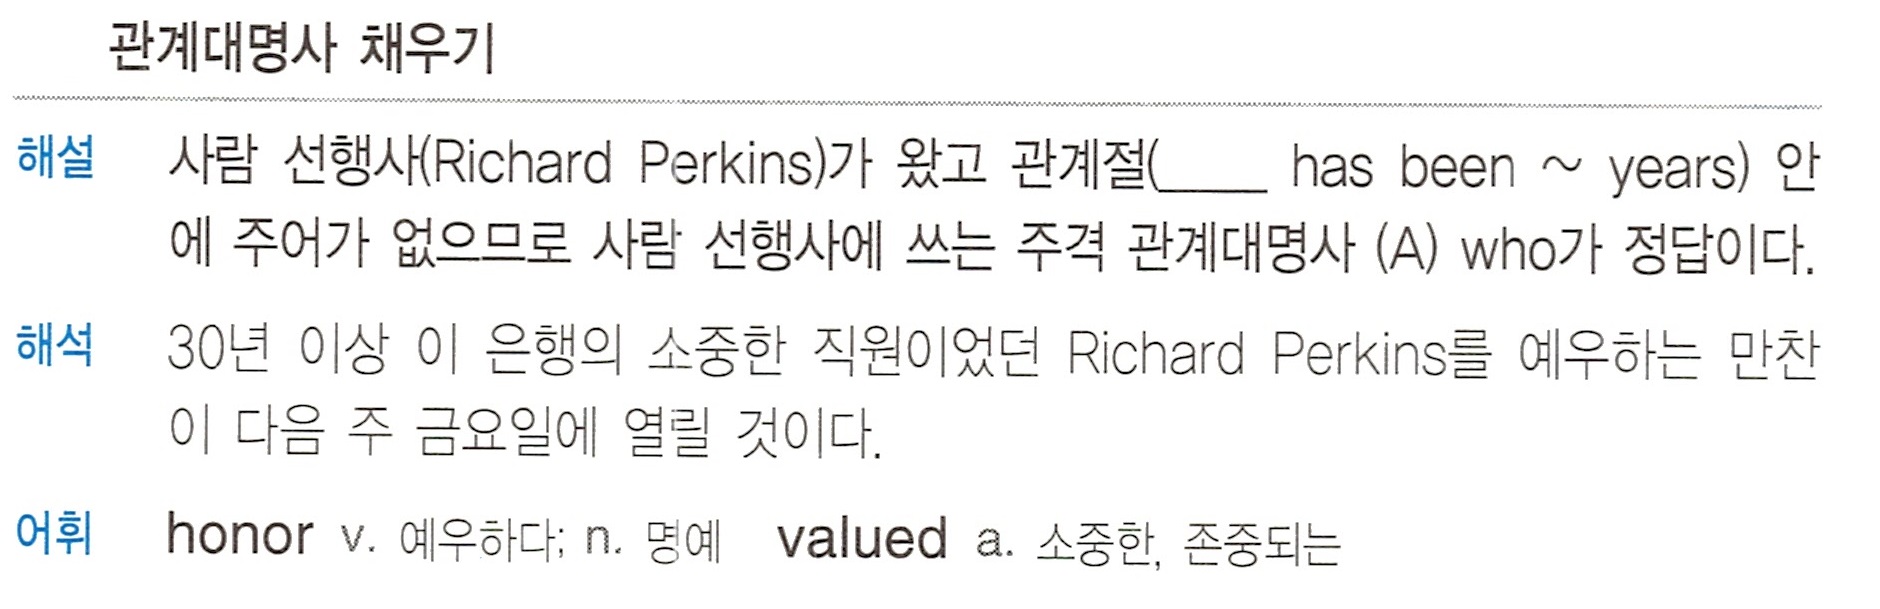 관계대명사 채우기
해설 사람 선행사(Richard Perkins)가 왔고 관계절(____ has been ~ years) 안
에 주어가 없으므로 사람 선행사에 쓰는 주격 관계대명사 (A) who가 정답이다.
해석 30년 이상 이 은행의 소중한 직원이었던 Richard Perkins를 예우하는 만찬
이 다음 주 금요일에 열릴 것이다.
어휘 honor v. 예우하다; n. 명예 valued a. 소중한, 존중되는